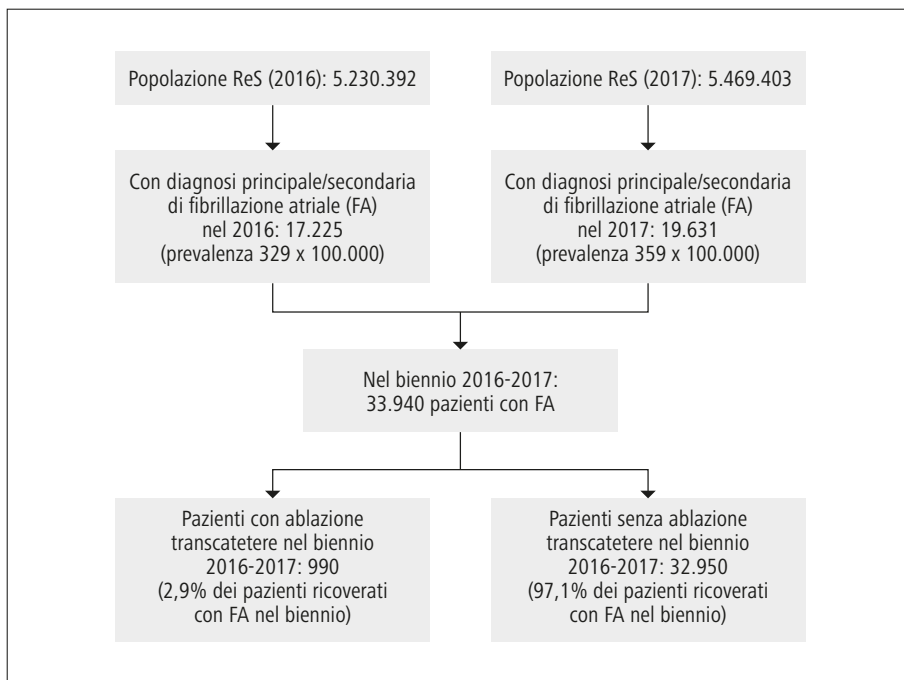 Popolazione ReS (2016): 5.230.392
Popolazione ReS (2017): 5.469.403
Con diagnosi principale/secondaria
di fibrillazione atriale (FA)
nel 2016: 17.225
(prevalenza 329 x 100.000)
Con diagnosi principale/secondaria
di fibrillazione atriale (FA)
nel 2017: 19.631
(prevalenza 359 x 100.000)
Nel biennio 2016-2017:
33.940 pazienti con FA
Pazienti con ablazione
transcatetere nel biennio
2016-2017: 990
(2,9% dei pazienti ricoverati
con FA nel biennio)
Pazienti senza ablazione
transcatetere nel biennio
2016-2017: 32.950
(97,1% dei pazienti ricoverati
con FA nel biennio)